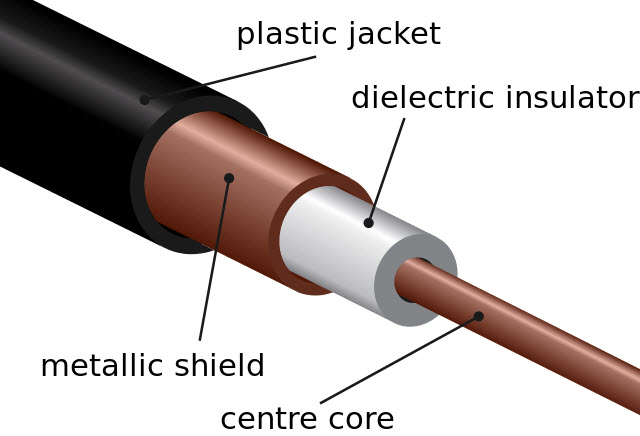 plastic jacket
dielectric insulator
metallic shield
centre core